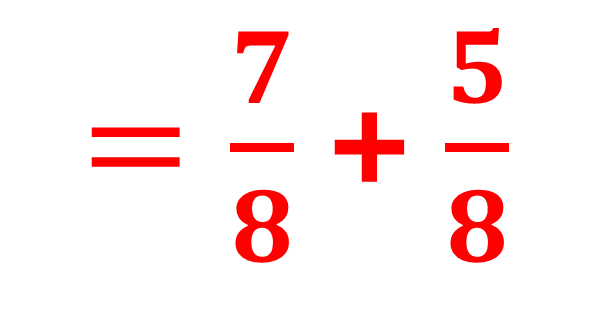 = 7/8 + 5/8